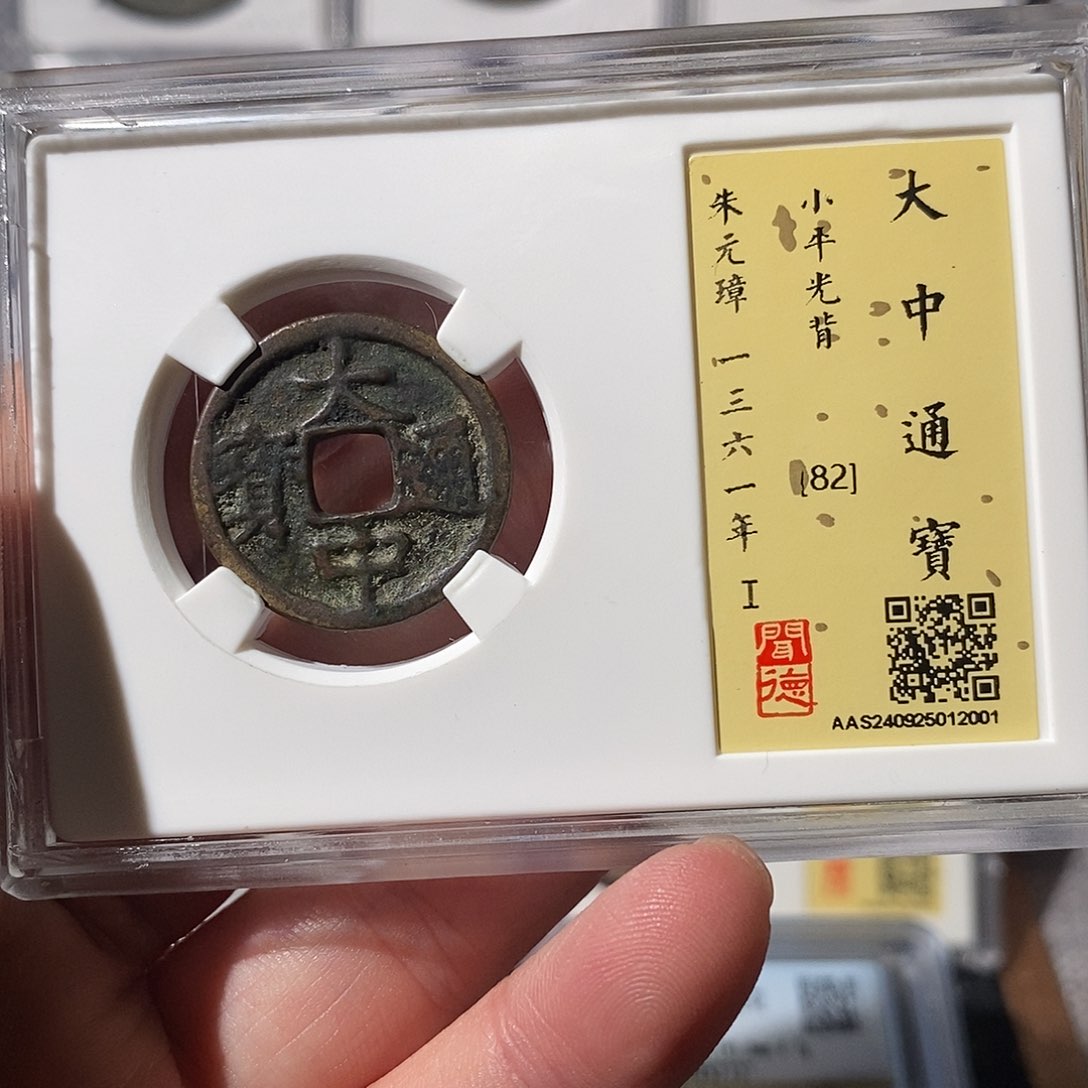 大中通寶
小平光背
[82]
朱元璋 一三六一年 I
聞德
AAS240925012001
大中通寳